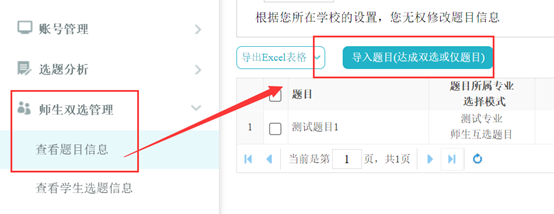 账号管理
选题分析
师生双选管理
查看题目信息
查看学生选题信息
根据您所在学校的设置，您无权修改题目信息
导出Excel表格
导入题目(达成双选或仅题目)
题目
题目所属专业
选择模式
1
测试题目1
测试专业
师生互选题目
当前是第 1 页，共1页